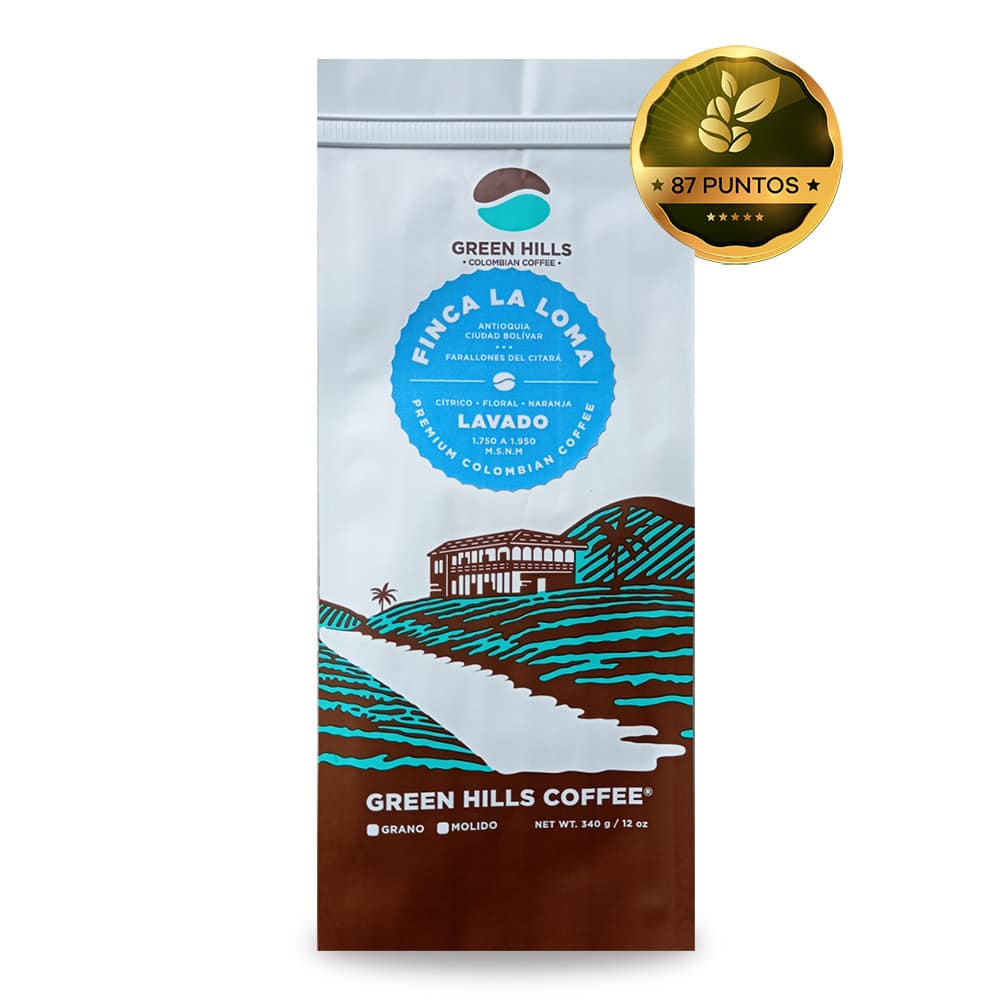 87 PUNTOS
GREEN HILLS
• COLOMBIAN COFFEE •
FINCA LA LOMA
ANTIOQUIA
CIUDAD BOLÍVAR
•••
FARALLONES DEL CITARÁ
CÍTRICO • FLORAL • NARANJA
LAVADO
1.750 A 1.950
M.S.N.M
PREMIUM COLOMBIAN COFFEE
GREEN HILLS COFFEE®
GRANO MOLIDO NET WT. 340 g / 12 oz